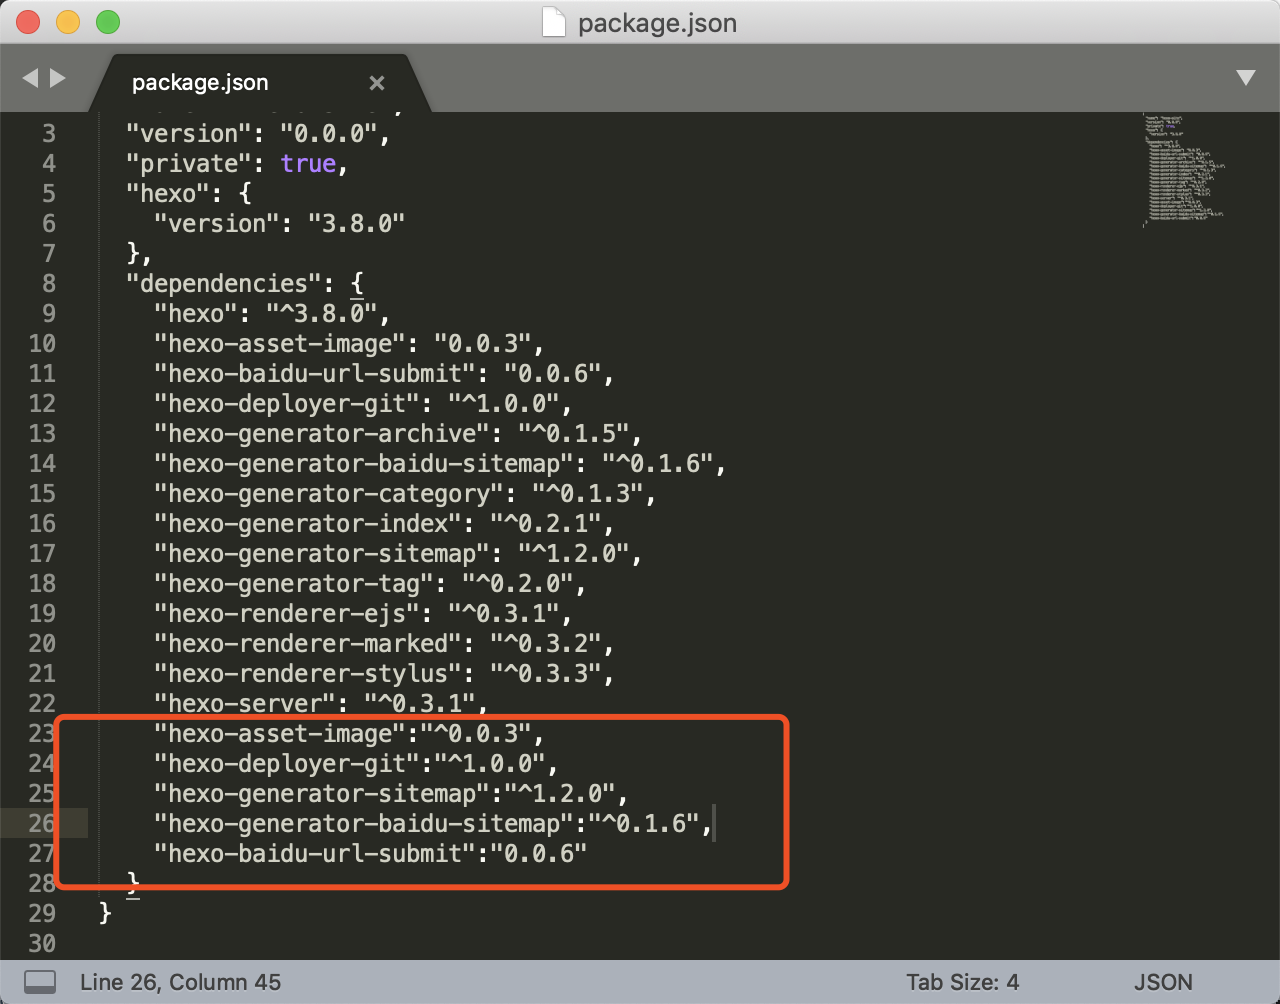 package.json
package.json
3 "version": "0.0.0",
4 "private": true,
5 "hexo": {
6 "version": "3.8.0"
7 },
8 "dependencies": {
9 "hexo": "^3.8.0",
10 "hexo-asset-image": "0.0.3",
11 "hexo-baidu-url-submit": "0.0.6",
12 "hexo-deployer-git": "^1.0.0",
13 "hexo-generator-archive": "^0.1.5",
14 "hexo-generator-baidu-sitemap": "^0.1.6",
15 "hexo-generator-category": "^0.1.3",
16 "hexo-generator-index": "^0.2.1",
17 "hexo-generator-sitemap": "^1.2.0",
18 "hexo-generator-tag": "^0.2.0",
19 "hexo-renderer-ejs": "^0.3.1",
20 "hexo-renderer-marked": "^0.3.2",
21 "hexo-renderer-stylus": "^0.3.3",
22 "hexo-server": "^0.3.1",
23 "hexo-asset-image":"^0.0.3",
24 "hexo-deployer-git":"^1.0.0",
25 "hexo-generator-sitemap":"^1.2.0",
26 "hexo-generator-baidu-sitemap":"^0.1.6",
27 "hexo-baidu-url-submit":"0.0.6"
28 }
29 }
30
Line 26, Column 45 Tab Size: 4 JSON